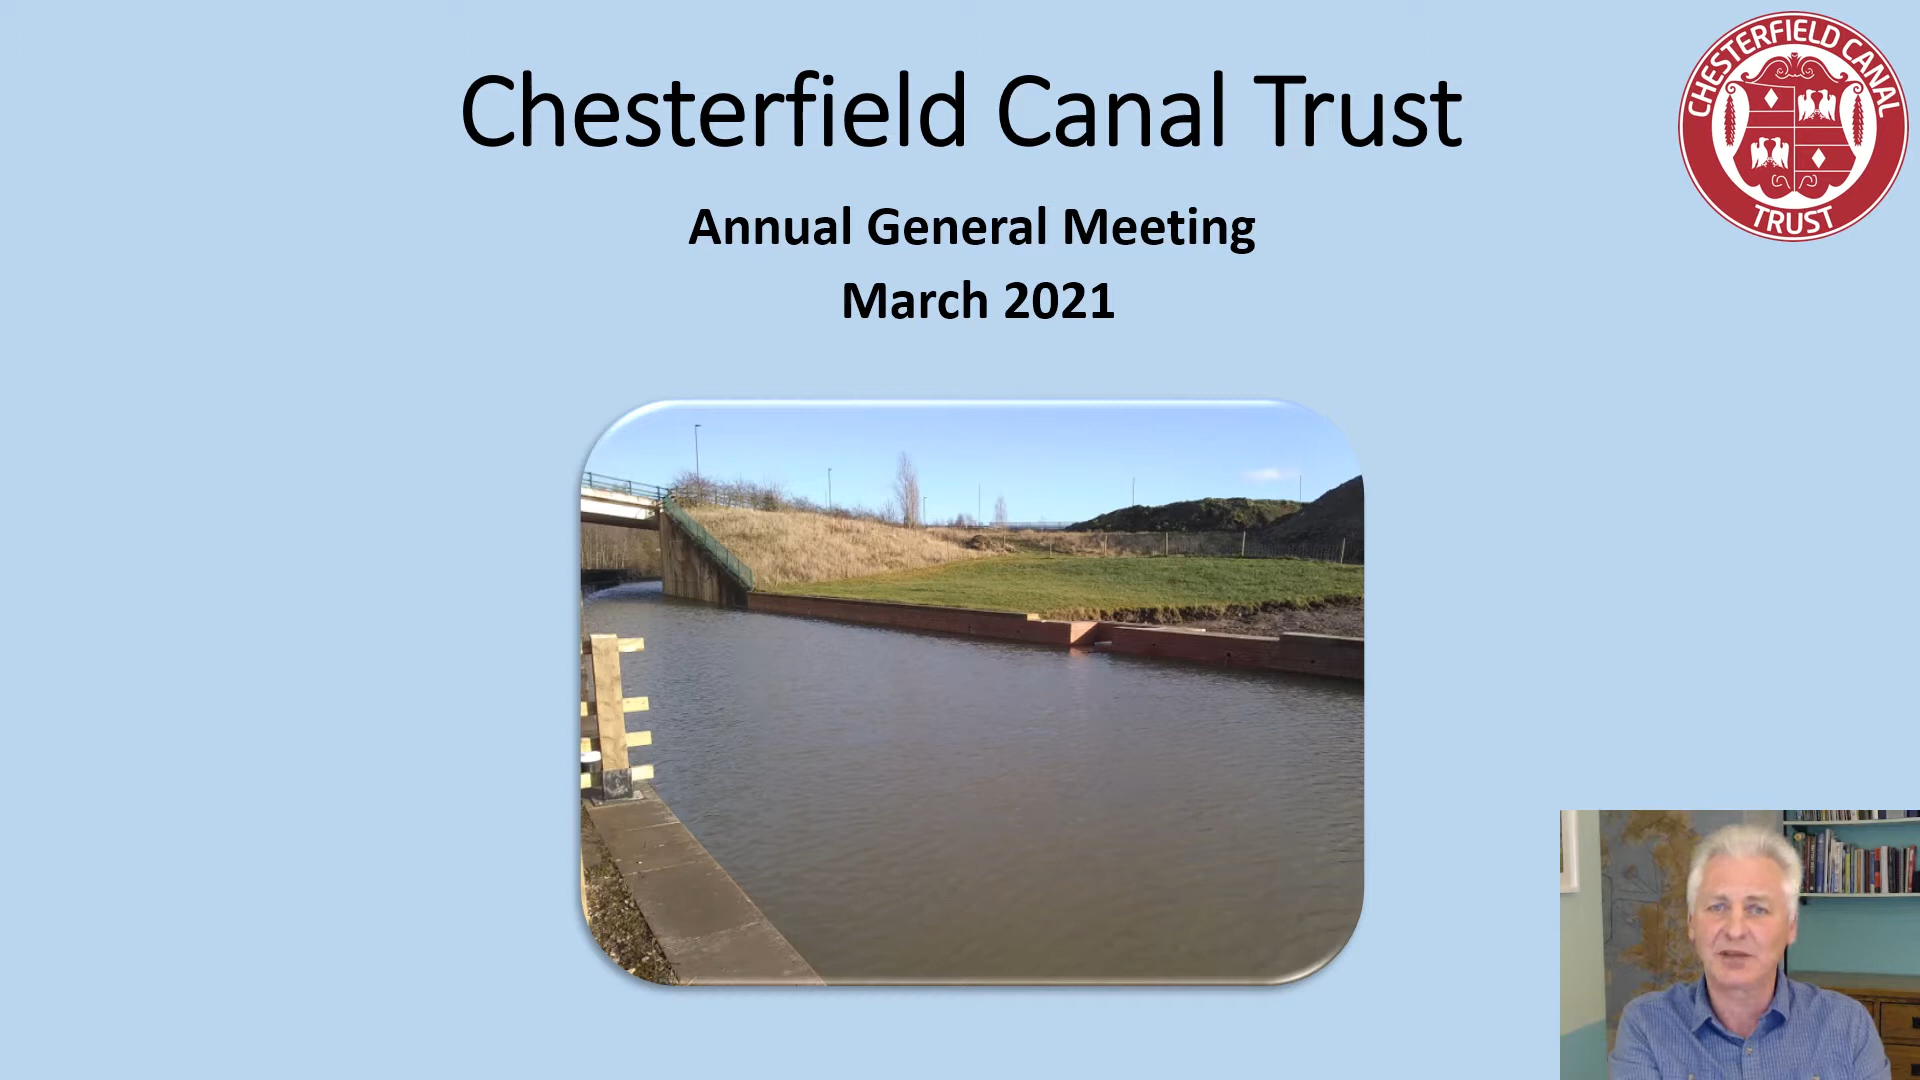 Chesterfield Canal Trust
Annual General Meeting
March 2021
CHESTERFIELD CANAL
TRUST